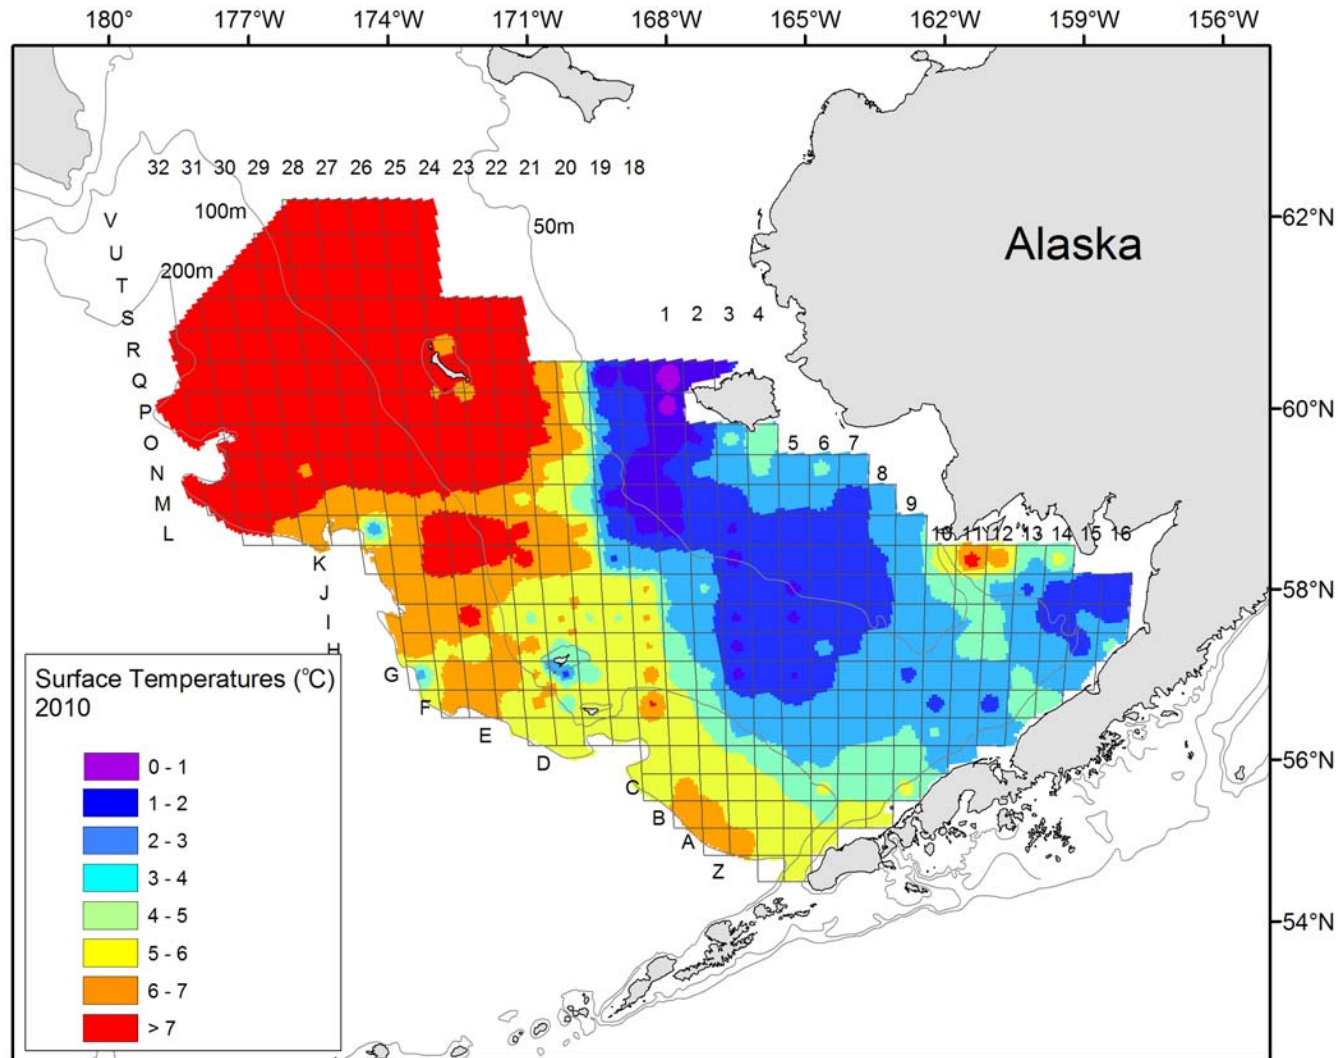 180° 177°W 174°W 171°W 168°W 165°W 162°W 159°W 156°W
32 31 30 29 28 27 26 25 24 23 22 21 20 19 18
V
100m
62°N
50m
U
Alaska
200m
T
S
1 2 3 4
R
Q
P
60°N
O
5 6 7
N
8
M
9
L
10 11 12 13 14 15 16
K
J
58°N
I
H
G
Surface Temperatures (°C)
2010
F
E
D
56°N
0 - 1
C
1 - 2
B
2 - 3
A
Z
3 - 4
4 - 5
54°N
5 - 6
6 - 7
> 7